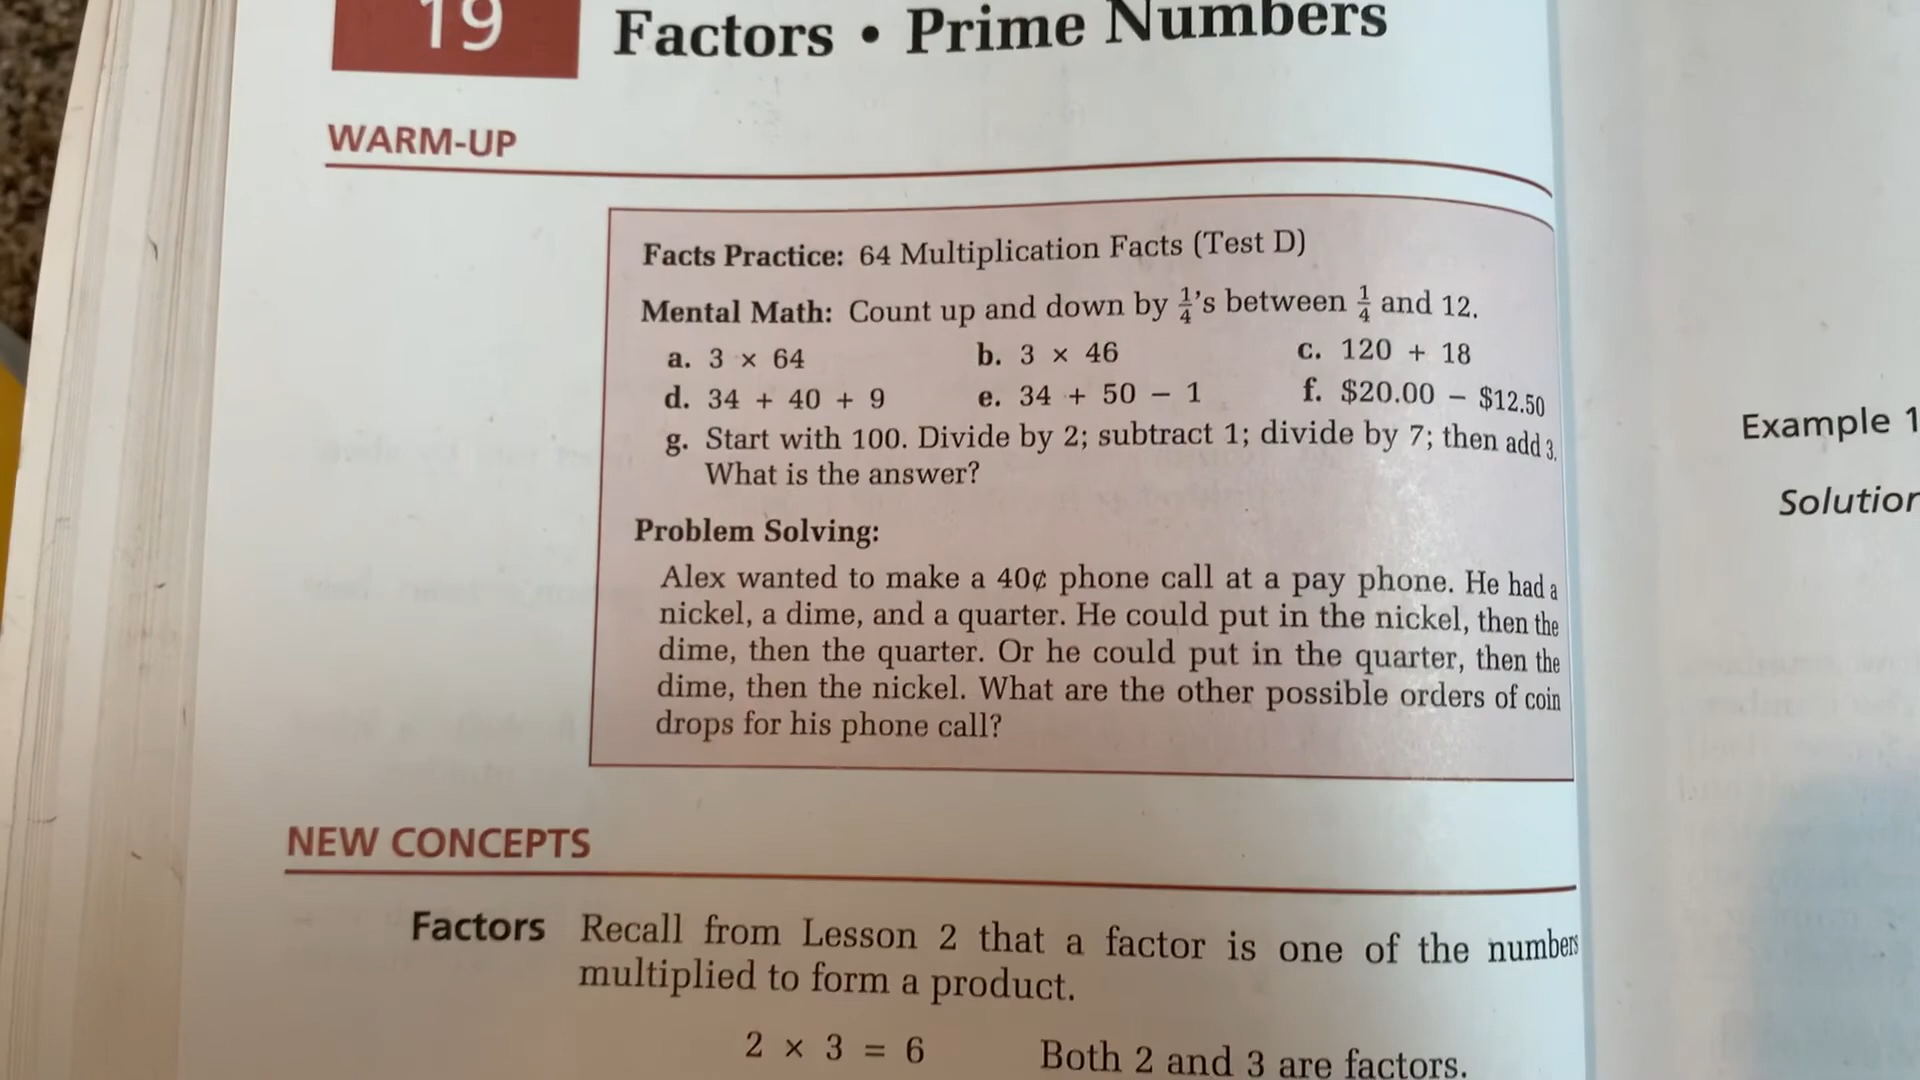 19 Factors • Prime Numbers
WARM-UP
Facts Practice: 64 Multiplication Facts (Test D)
Mental Math: Count up and down by 1/4's between 1/4 and 12.
a. 3 × 64 b. 3 × 46 c. 120 + 18
d. 34 + 40 + 9 e. 34 + 50 − 1 f. $20.00 − $12.50
g. Start with 100. Divide by 2; subtract 1; divide by 7; then add 3.
What is the answer?
Problem Solving:
Alex wanted to make a 40¢ phone call at a pay phone. He had a
nickel, a dime, and a quarter. He could put in the nickel, then the
dime, then the quarter. Or he could put in the quarter, then the
dime, then the nickel. What are the other possible orders of coin
drops for his phone call?
NEW CONCEPTS
Factors Recall from Lesson 2 that a factor is one of the numbers
multiplied to form a product.
2 × 3 = 6 Both 2 and 3 are factors.
Example 1
Solution